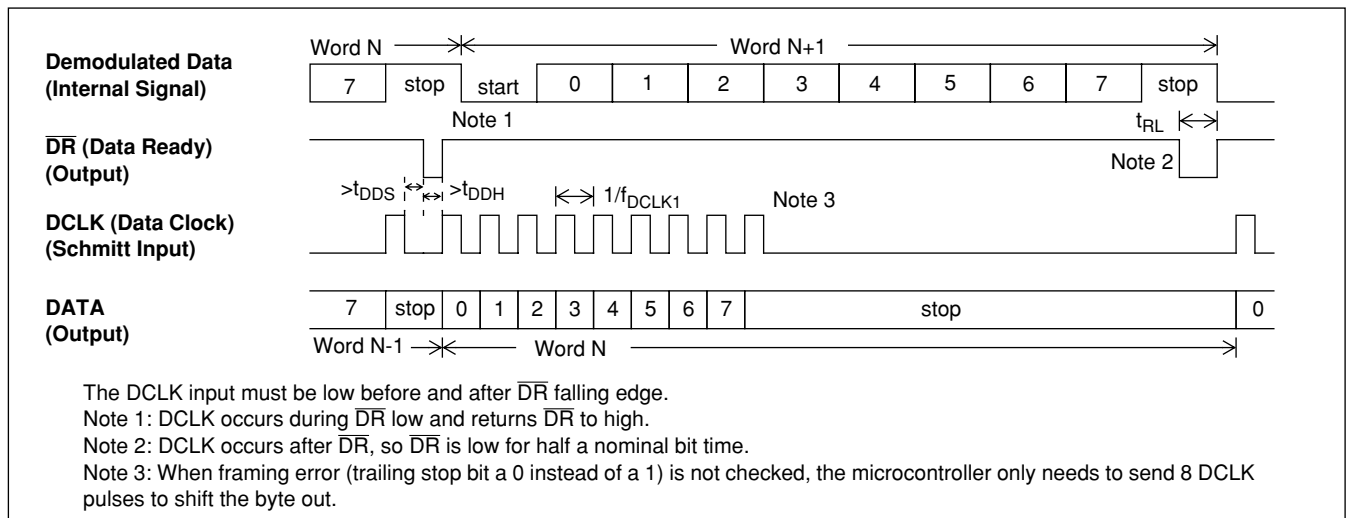 Word N Word N+1
Demodulated Data
(Internal Signal)
7 stop start 0 1 2 3 4 5 6 7 stop
Note 1 tRL
DR (Data Ready)
(Output)
Note 2
>tDDS >tDDH 1/fDCLK1 Note 3
DCLK (Data Clock)
(Schmitt Input)
DATA
(Output)
7 stop 0 1 2 3 4 5 6 7 stop 0
Word N-1 Word N
The DCLK input must be low before and after DR falling edge.
Note 1: DCLK occurs during DR low and returns DR to high.
Note 2: DCLK occurs after DR, so DR is low for half a nominal bit time.
Note 3: When framing error (trailing stop bit a 0 instead of a 1) is not checked, the microcontroller only needs to send 8 DCLK
pulses to shift the byte out.